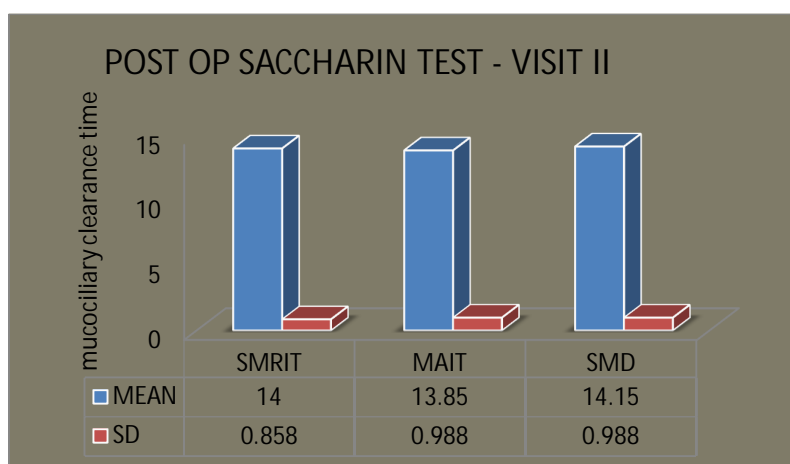 POST OP SACCHARIN TEST - VISIT II
mucociliary clearance time
15
10
5
0
SMRIT MAIT SMD
MEAN 14 13.85 14.15
SD 0.858 0.988 0.988